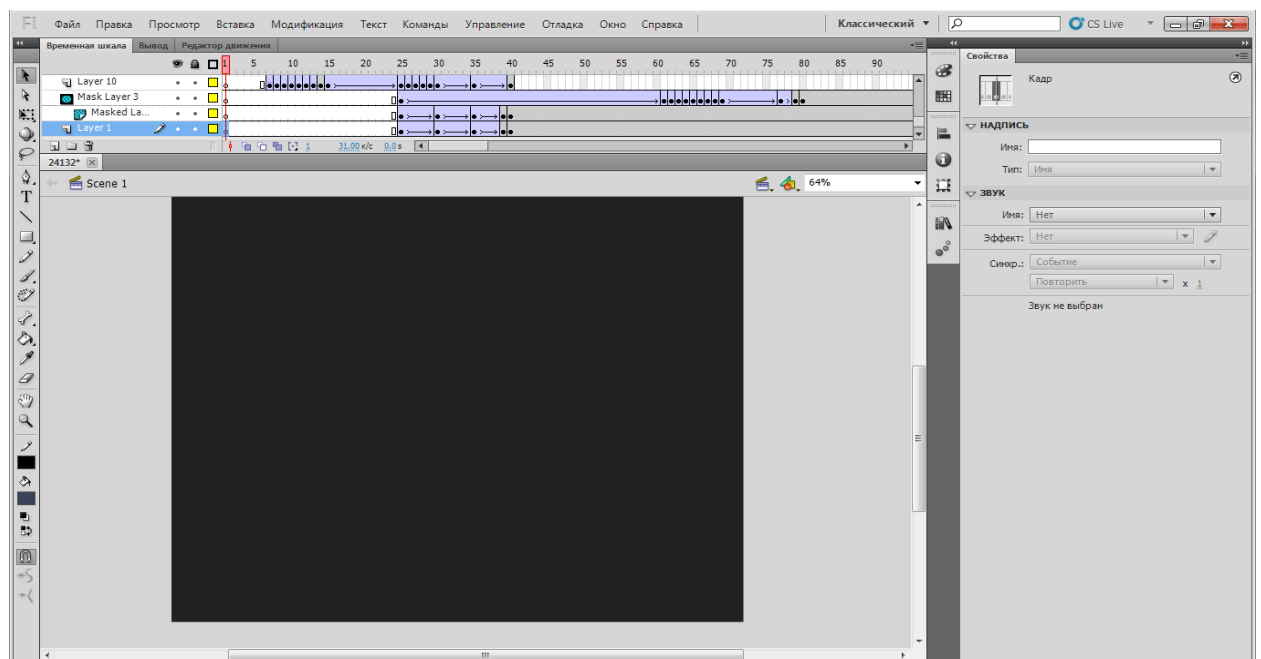 Fl Файл Правка Просмотр Вставка Модификация Текст Команды Управление Отладка Окно Справка Классический CS Live
Временная шкала Вывод Редактор движения
1 5 10 15 20 25 30 35 40 45 50 55 60 65 70 75 80 85 90
Layer 10
Mask Layer 3
Masked La...
Layer 1
1 31.00 к/с 0.0 s
24132*
Scene 1 64%
T
Свойства
Кадр
НАДПИСЬ
Имя:
Тип: Имя
ЗВУК
Имя: Нет
Эффект: Нет
Синхр.: Событие
Повторить x 1
Звук не выбран